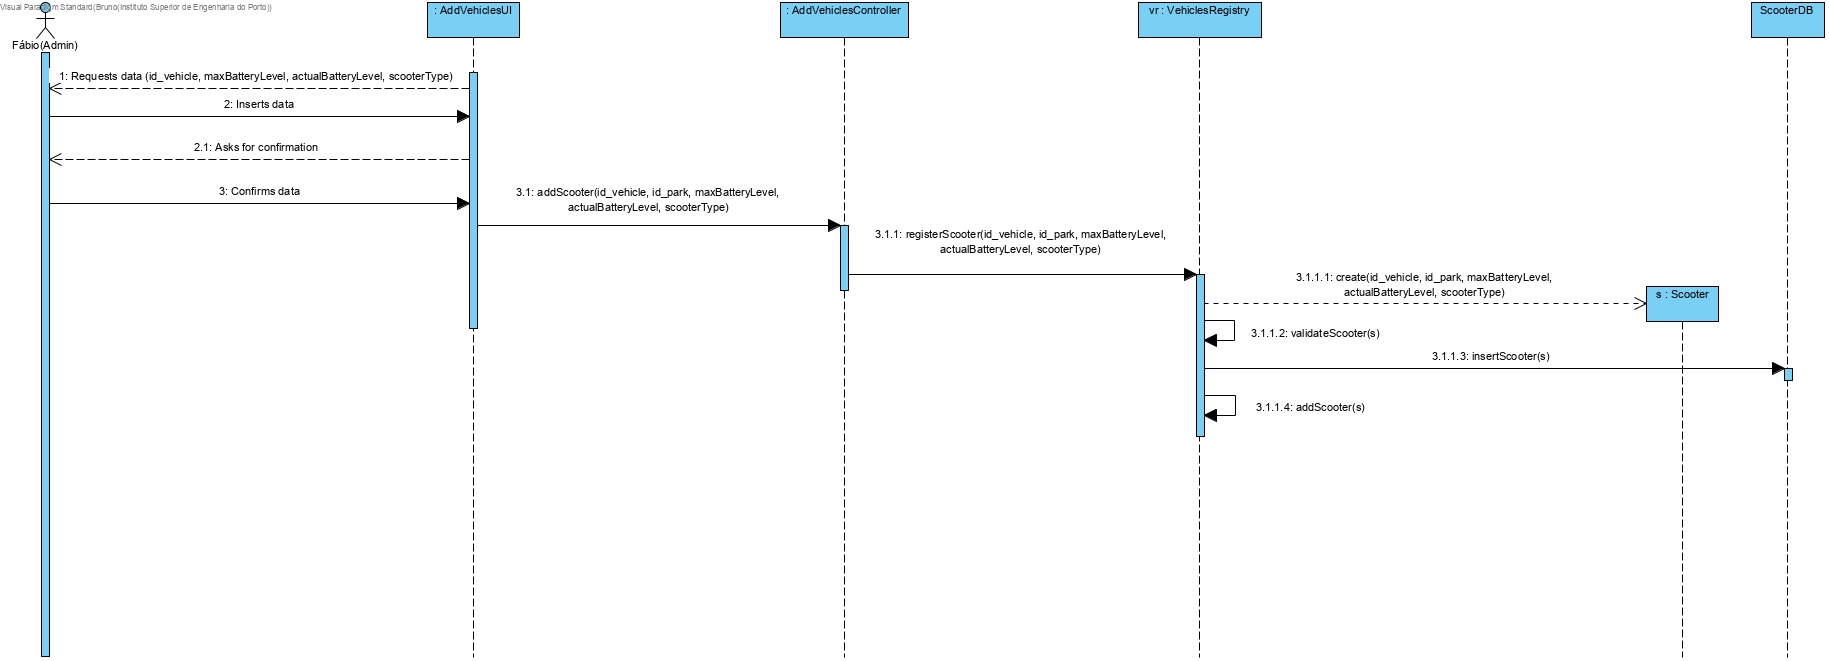 Visual Paradigm Standard(Bruno(Instituto Superior de Engenharia do Porto))
Fábio(Admin)
: AddVehiclesUI
: AddVehiclesController
vr : VehiclesRegistry
ScooterDB
1: Requests data (id_vehicle, maxBatteryLevel, actualBatteryLevel, scooterType)
2: Inserts data
2.1: Asks for confirmation
3: Confirms data
3.1: addScooter(id_vehicle, id_park, maxBatteryLevel,
actualBatteryLevel, scooterType)
3.1.1: registerScooter(id_vehicle, id_park, maxBatteryLevel,
actualBatteryLevel, scooterType)
3.1.1.1: create(id_vehicle, id_park, maxBatteryLevel,
actualBatteryLevel, scooterType)
s : Scooter
3.1.1.2: validateScooter(s)
3.1.1.3: insertScooter(s)
3.1.1.4: addScooter(s)